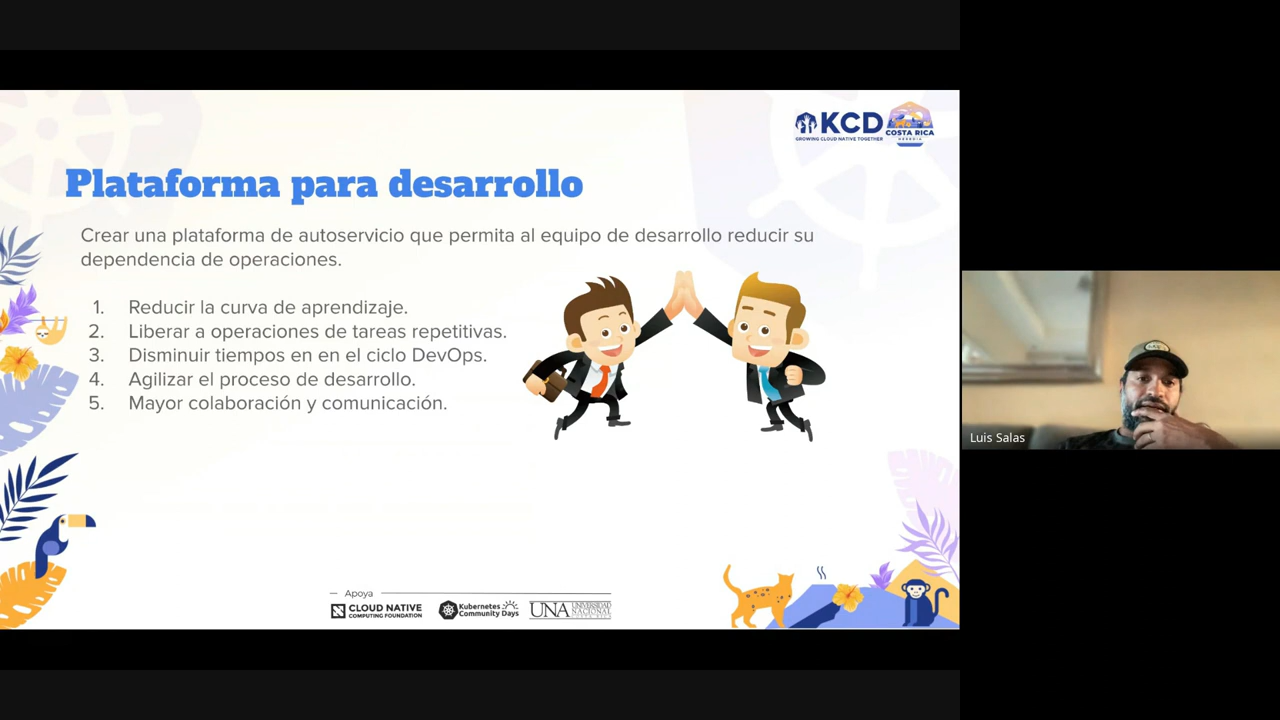 KCD
GROWING CLOUD NATIVE TOGETHER
COSTA RICA
HEREDIA
Plataforma para desarrollo
Crear una plataforma de autoservicio que permita al equipo de desarrollo reducir su
dependencia de operaciones.
1. Reducir la curva de aprendizaje.
2. Liberar a operaciones de tareas repetitivas.
3. Disminuir tiempos en en el ciclo DevOps.
4. Agilizar el proceso de desarrollo.
5. Mayor colaboración y comunicación.
Luis Salas
Apoya
CLOUD NATIVE
COMPUTING FOUNDATION
Kubernetes
Community Days
UNA
UNIVERSIDAD
NACIONAL
COSTA RICA